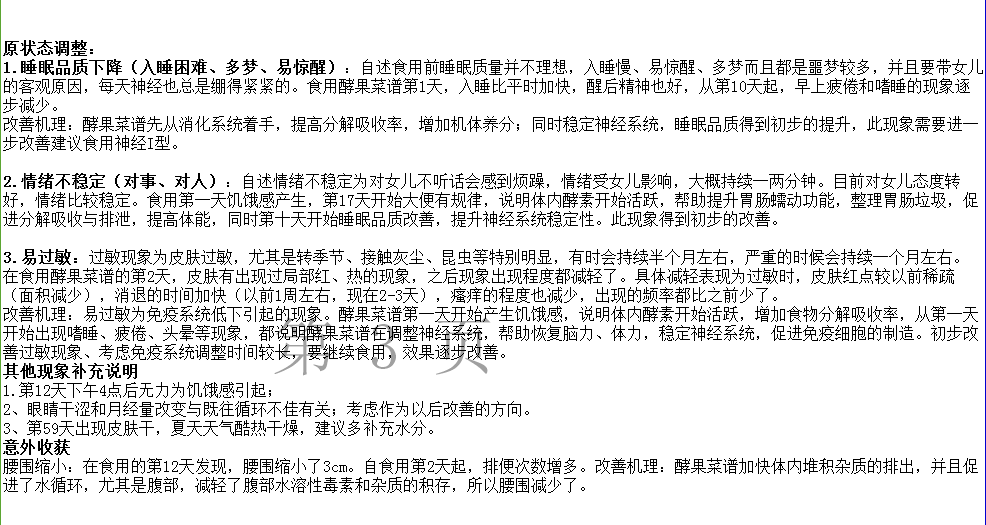 原状态调整：
1.睡眠品质下降（入睡困难、多梦、易惊醒）：自述食用前睡眠质量并不理想，入睡慢、易惊醒、多梦而且都是噩梦较多，并且要带女儿
的客观原因，每天神经也总是绷得紧紧的。食用酵果菜谱第1天，入睡比平时加快，醒后精神也好，从第10天起，早上疲倦和嗜睡的现象逐
步减少。
改善机理：酵果菜谱先从消化系统着手，提高分解吸收率，增加机体养分；同时稳定神经系统，睡眠品质得到初步的提升，此现象需要进一
步改善建议食用神经I型。
2.情绪不稳定（对事、对人）：自述情绪不稳定为对女儿不听话会感到烦躁，情绪受女儿影响，大概持续一两分钟。目前对女儿态度转
好，情绪比较稳定。食用第一天饥饿感产生，第17天开始大便有规律，说明体内酵素开始活跃，帮助提升胃肠蠕动功能，整理胃肠垃圾，促
进分解吸收与排泄，提高体能，同时第十天开始睡眠品质改善，提升神经系统稳定性。此现象得到初步的改善。
3.易过敏：过敏现象为皮肤过敏，尤其是转季节、接触灰尘、昆虫等特别明显，有时会持续半个月左右，严重的时候会持续一个月左右。
在食用酵果菜谱的第2天，皮肤有出现过局部红、热的现象，之后现象出现程度都减轻了。具体减轻表现为过敏时，皮肤红点较以前稀疏
（面积减少），消退的时间加快（以前1周左右，现在2-3天），瘙痒的程度也减少，出现的频率都比之前少了。
改善机理：易过敏为免疫系统低下引起的现象。酵果菜谱第一天开始产生饥饿感，说明体内酵素开始活跃，增加食物分解吸收率，从第一天
开始出现嗜睡、疲倦、头晕等现象，都说明酵果菜谱在调整神经系统，帮助恢复脑力、体力，稳定神经系统，促进免疫细胞的制造。初步改
善过敏现象、考虑免疫系统调整时间较长，要继续食用，效果逐步改善。
第 3 页
其他现象补充说明
1.第12天下午4点后无力为饥饿感引起；
2、眼睛干涩和月经量改变与既往循环不佳有关；考虑作为以后改善的方向。
3、第59天出现皮肤干，夏天天气酷热干燥，建议多补充水分。
意外收获
腰围缩小：在食用的第12天发现，腰围缩小了3cm。自食用第2天起，排便次数增多。改善机理：酵果菜谱加快体内堆积杂质的排出，并且促
进了水循环，尤其是腹部，减轻了腹部水溶性毒素和杂质的积存，所以腰围减少了。